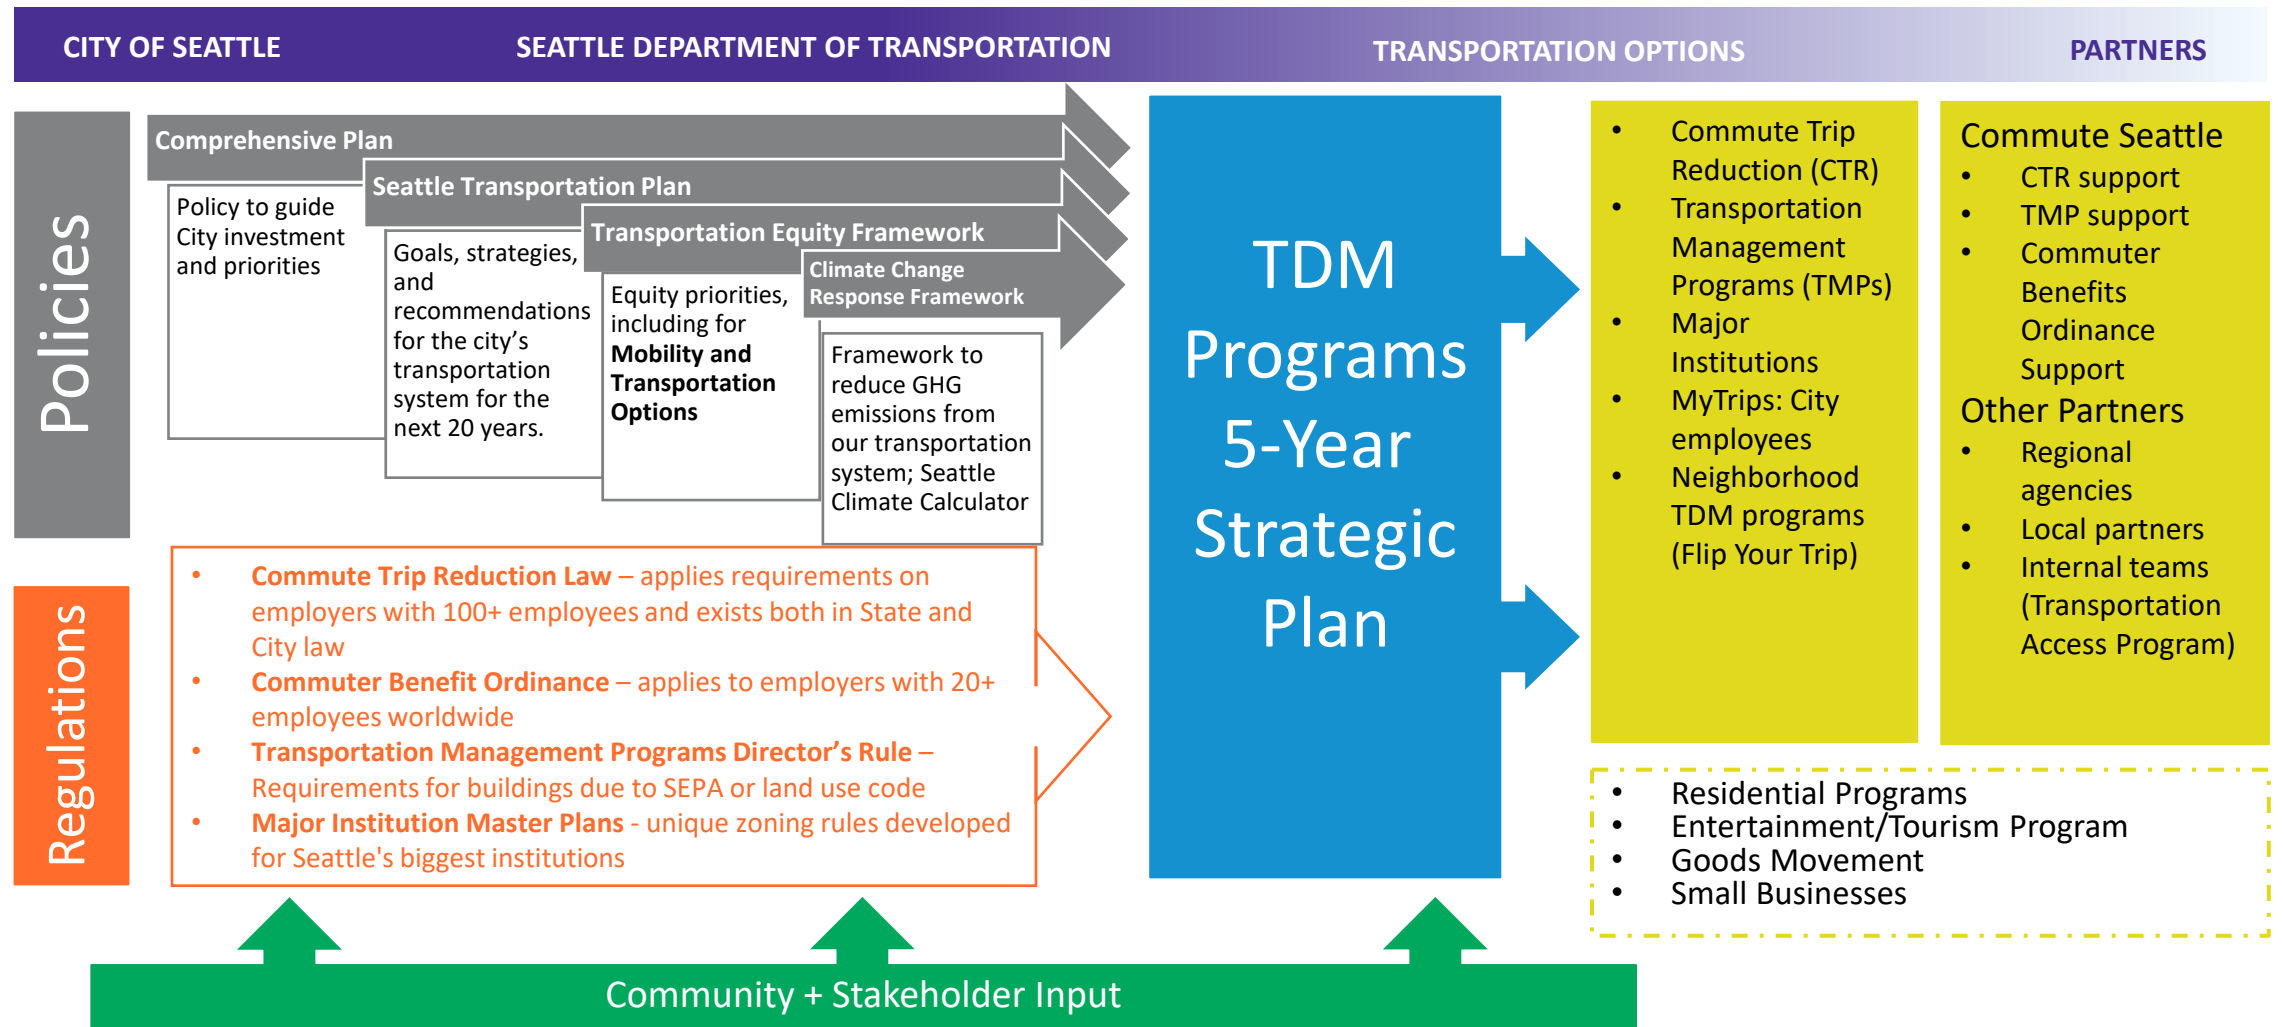 CITY OF SEATTLE
SEATTLE DEPARTMENT OF TRANSPORTATION
TRANSPORTATION OPTIONS
PARTNERS
Policies
Comprehensive Plan
Policy to guide
City investment
and priorities
Seattle Transportation Plan
Goals, strategies,
and
recommendations
for the city’s
transportation
system for the
next 20 years.
Transportation Equity Framework
Equity priorities,
including for
Mobility and
Transportation
Options
Climate Change
Response Framework
Framework to
reduce GHG
emissions from
our transportation
system; Seattle
Climate Calculator
Regulations
• Commute Trip Reduction Law – applies requirements on
employers with 100+ employees and exists both in State and
City law
• Commuter Benefit Ordinance – applies to employers with 20+
employees worldwide
• Transportation Management Programs Director’s Rule –
Requirements for buildings due to SEPA or land use code
• Major Institution Master Plans - unique zoning rules developed
for Seattle's biggest institutions
TDM
Programs
5-Year
Strategic
Plan
• Commute Trip
Reduction (CTR)
• Transportation
Management
Programs (TMPs)
• Major
Institutions
• MyTrips: City
employees
• Neighborhood
TDM programs
(Flip Your Trip)
Commute Seattle
• CTR support
• TMP support
• Commuter
Benefits
Ordinance
Support
Other Partners
• Regional
agencies
• Local partners
• Internal teams
(Transportation
Access Program)
• Residential Programs
• Entertainment/Tourism Program
• Goods Movement
• Small Businesses
Community + Stakeholder Input